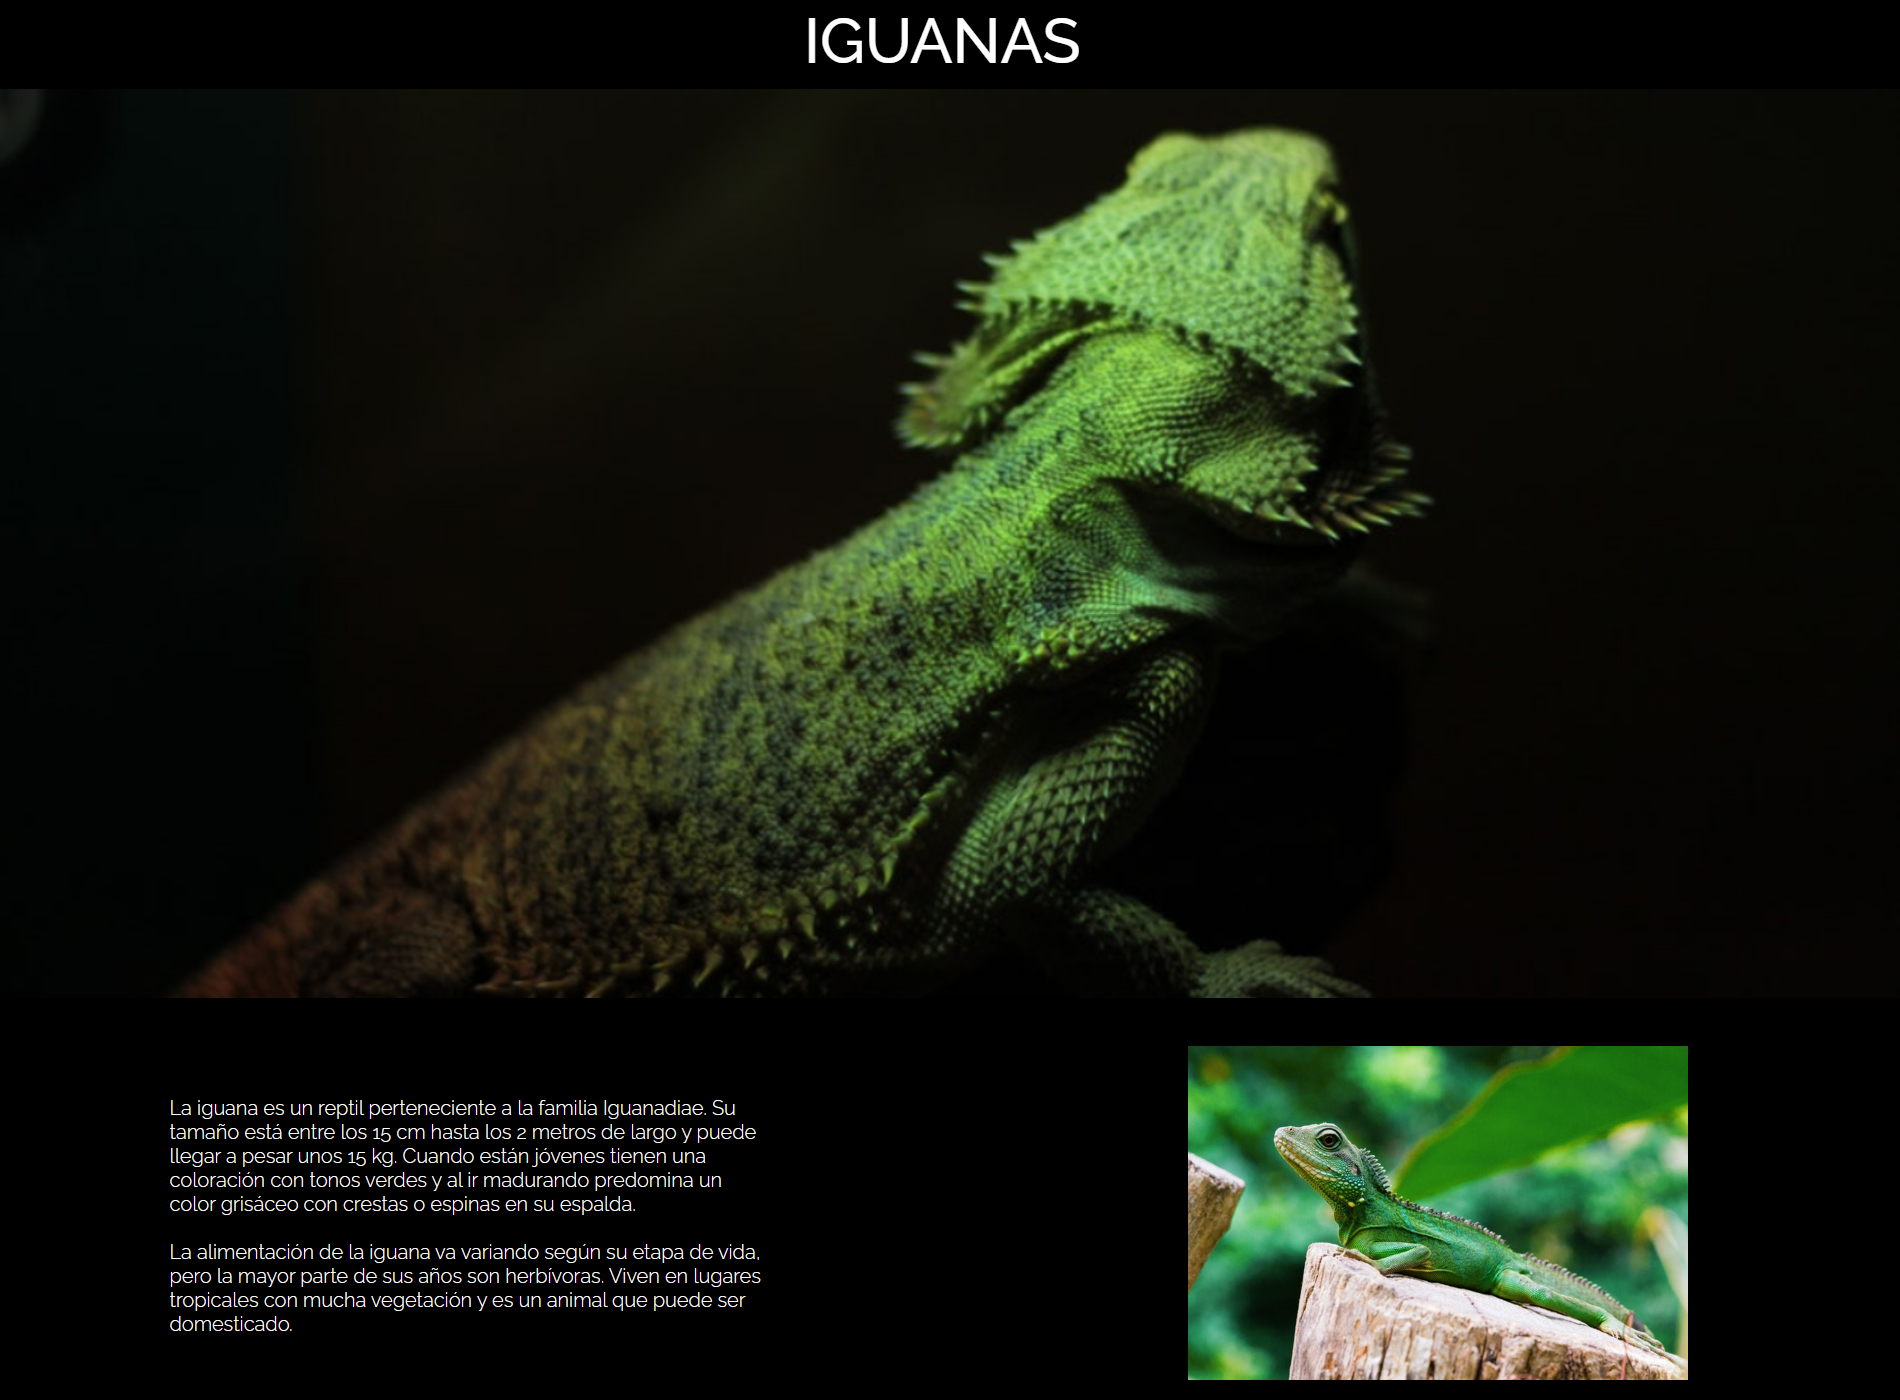 IGUANAS
La iguana es un reptil perteneciente a la familia Iguanadiae. Su
tamaño está entre los 15 cm hasta los 2 metros de largo y puede
llegar a pesar unos 15 kg. Cuando están jóvenes tienen una
coloración con tonos verdes y al ir madurando predomina un
color grisáceo con crestas o espinas en su espalda.
La alimentación de la iguana va variando según su etapa de vida,
pero la mayor parte de sus años son herbívoras. Viven en lugares
tropicales con mucha vegetación y es un animal que puede ser
domesticado.